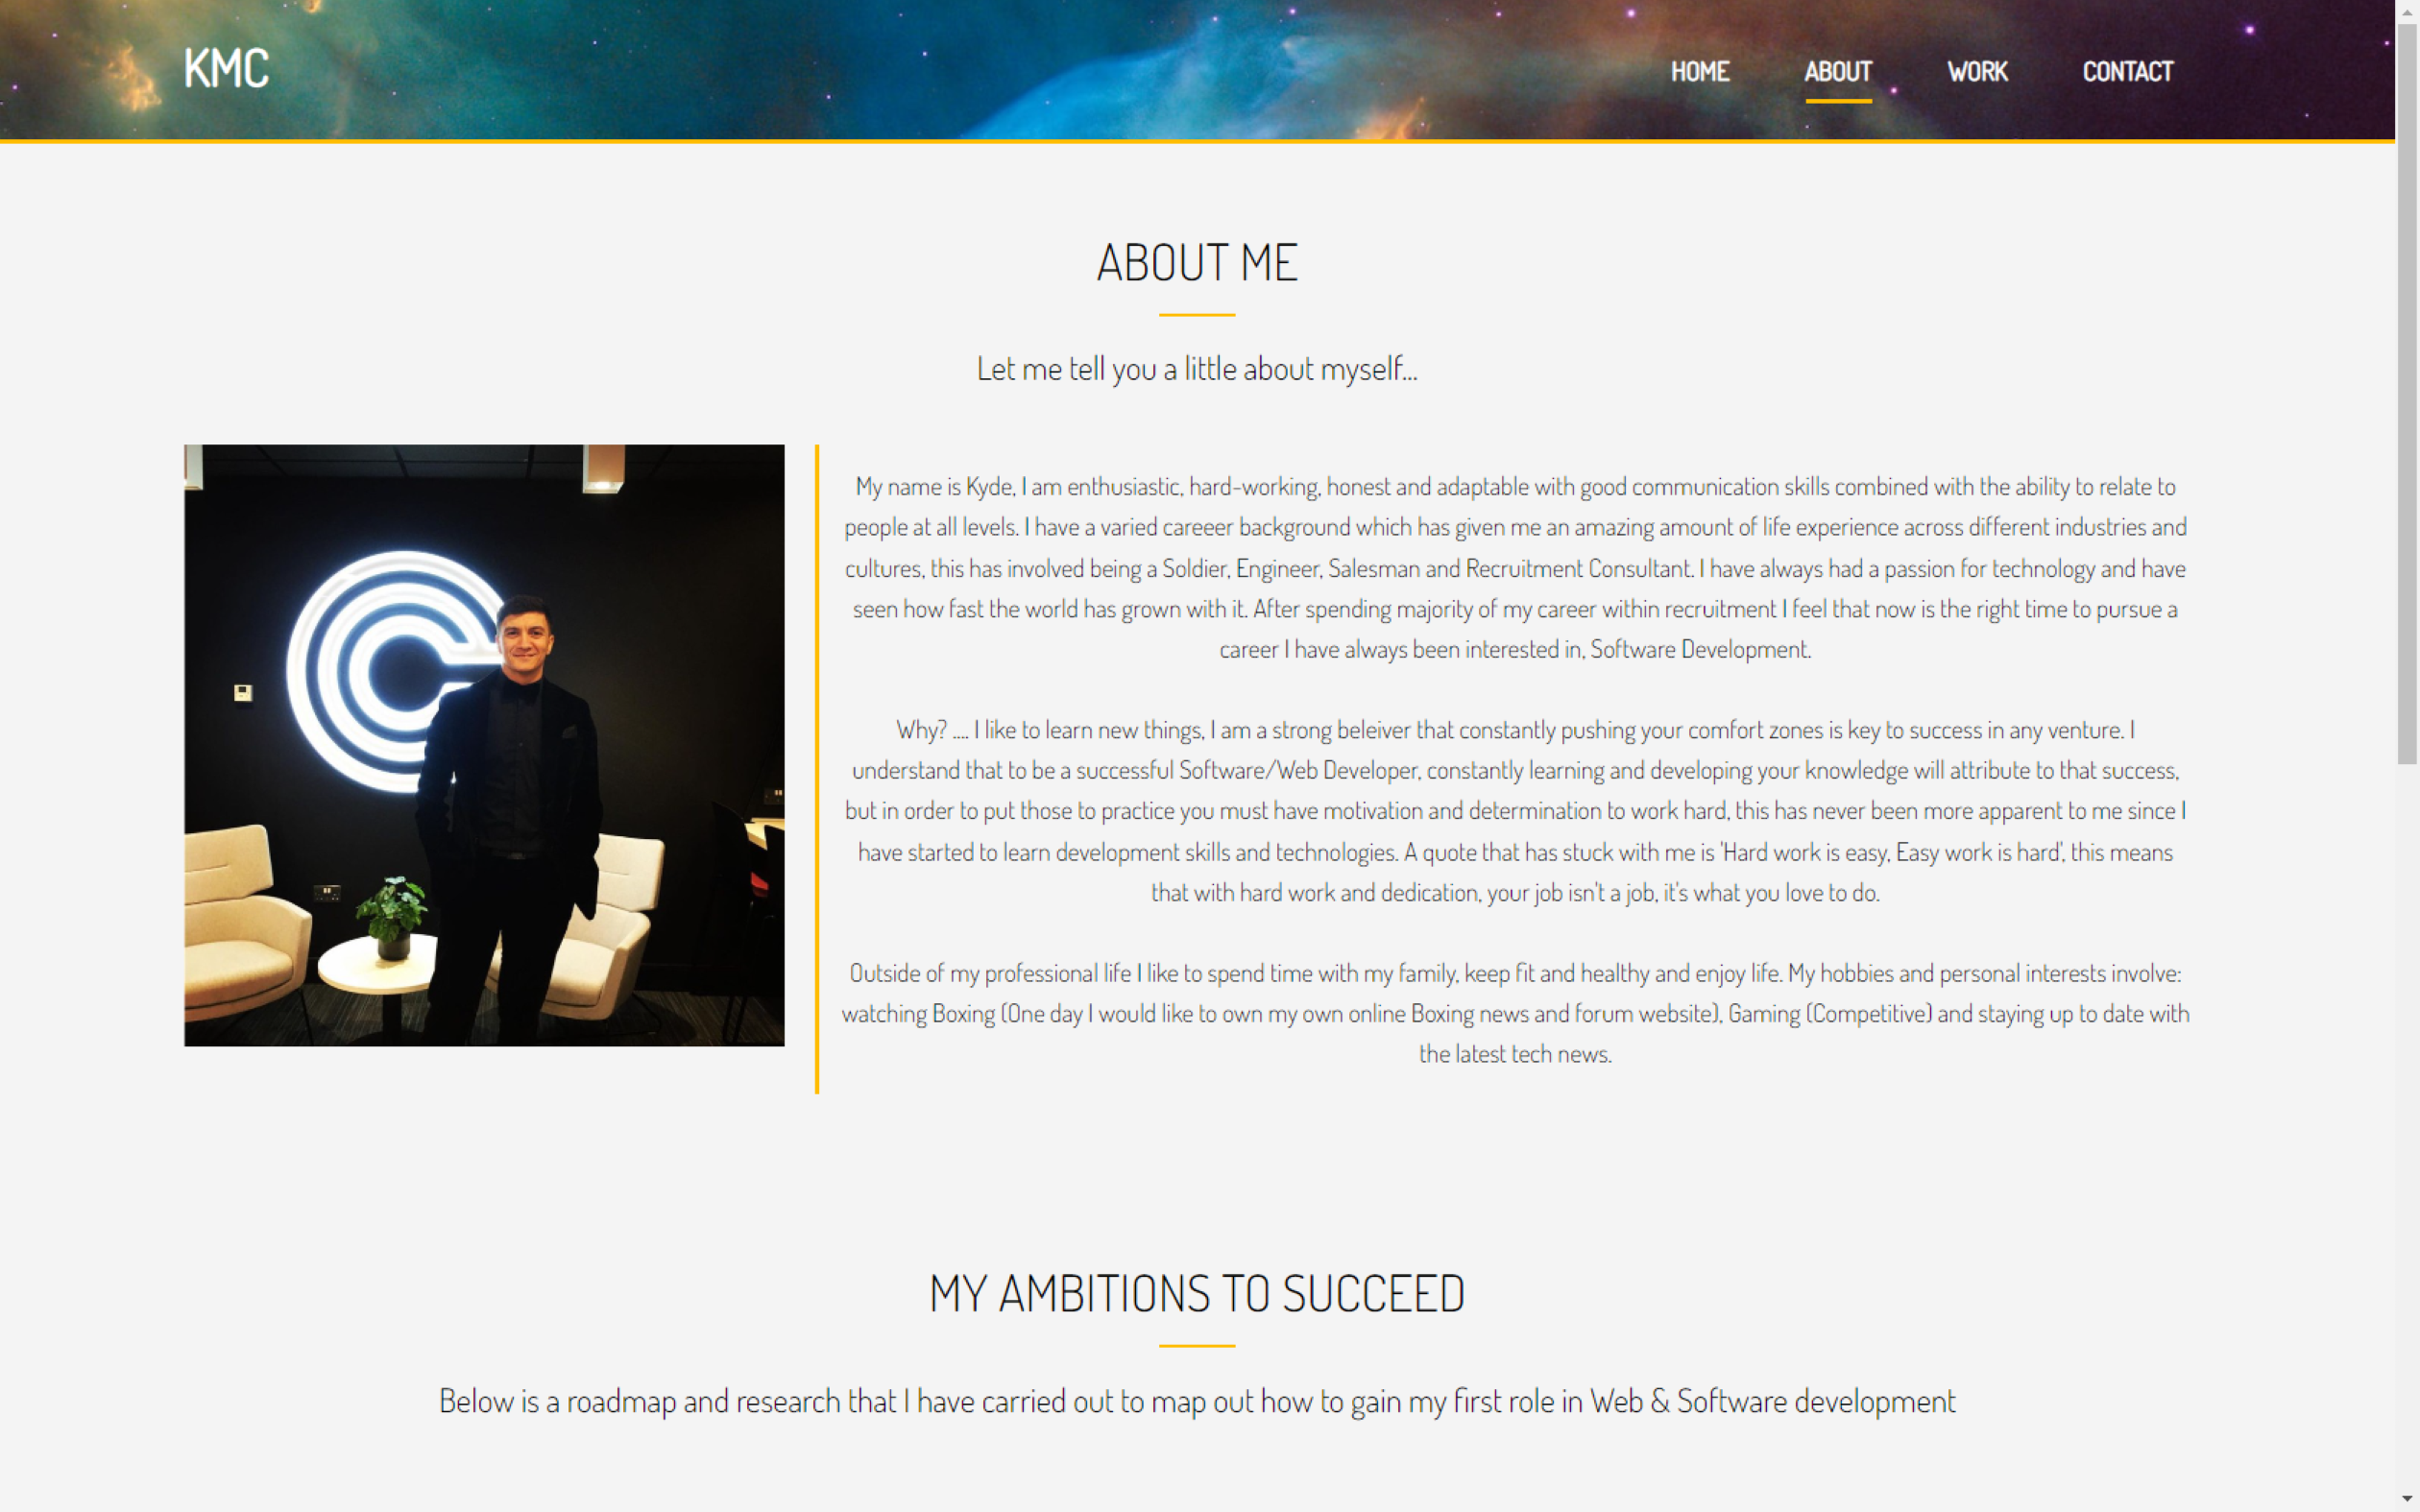 KMC
HOME
ABOUT
WORK
CONTACT
ABOUT ME
Let me tell you a little about myself...
My name is Kyde, I am enthusiastic, hard-working, honest and adaptable with good communication skills combined with the ability to relate to
people at all levels. I have a varied careeer background which has given me an amazing amount of life experience across different industries and
cultures, this has involved being a Soldier, Engineer, Salesman and Recruitment Consultant. I have always had a passion for technology and have
seen how fast the world has grown with it. After spending majority of my career within recruitment I feel that now is the right time to pursue a
career I have always been interested in, Software Development.
Why? .... I like to learn new things, I am a strong beleiver that constantly pushing your comfort zones is key to success in any venture. I
understand that to be a successful Software/Web Developer, constantly learning and developing your knowledge will attribute to that success,
but in order to put those to practice you must have motivation and determination to work hard, this has never been more apparent to me since I
have started to learn development skills and technologies. A quote that has stuck with me is 'Hard work is easy, Easy work is hard', this means
that with hard work and dedication, your job isn't a job, it's what you love to do.
Outside of my professional life I like to spend time with my family, keep fit and healthy and enjoy life. My hobbies and personal interests involve:
watching Boxing (One day I would like to own my own online Boxing news and forum website), Gaming (Competitive) and staying up to date with
the latest tech news.
MY AMBITIONS TO SUCCEED
Below is a roadmap and research that I have carried out to map out how to gain my first role in Web & Software development